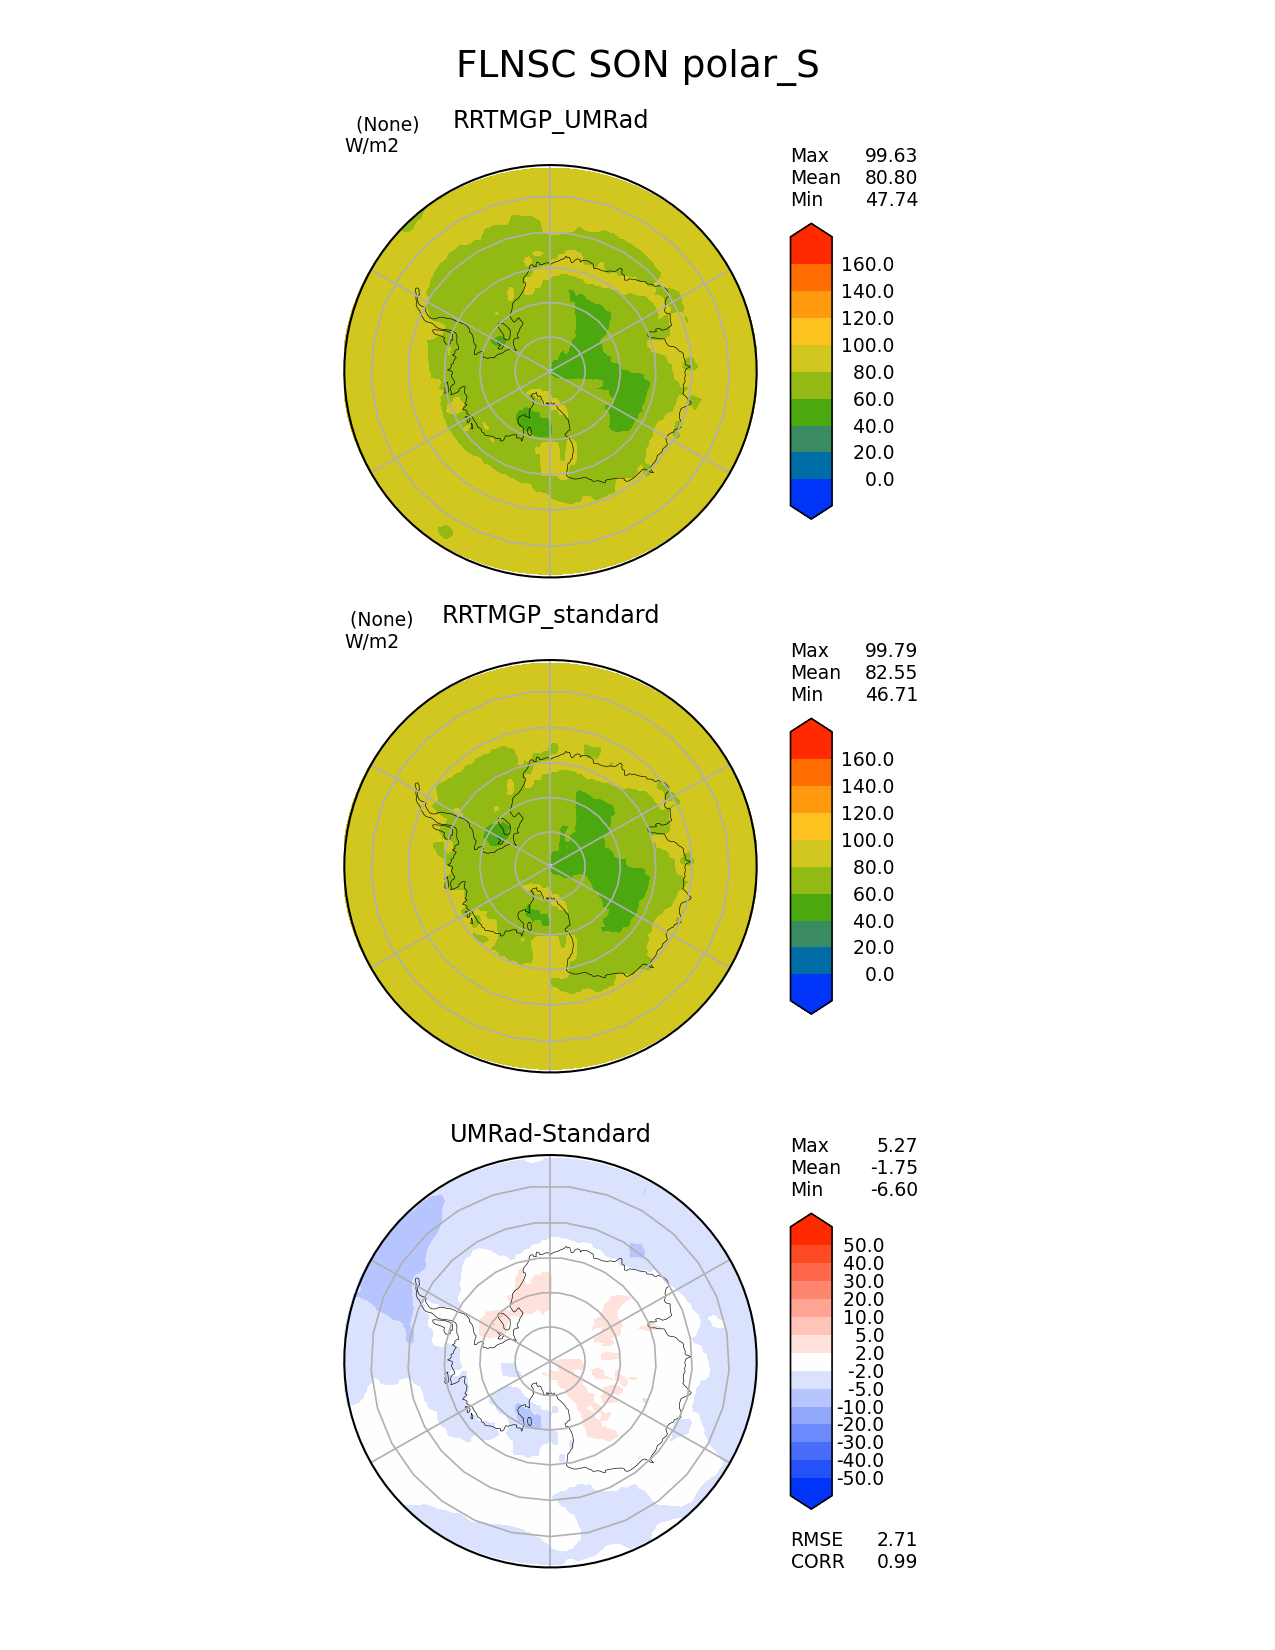 FLNSC SON polar_S
(None) RRTMGP_UMRad
W/m2
Max 99.63
Mean 80.80
Min 47.74
160.0
140.0
120.0
100.0
80.0
60.0
40.0
20.0
0.0
(None) RRTMGP_standard
W/m2
Max 99.79
Mean 82.55
Min 46.71
160.0
140.0
120.0
100.0
80.0
60.0
40.0
20.0
0.0
UMRad-Standard
Max 5.27
Mean -1.75
Min -6.60
50.0
40.0
30.0
20.0
10.0
5.0
2.0
-2.0
-5.0
-10.0
-20.0
-30.0
-40.0
-50.0
RMSE 2.71
CORR 0.99